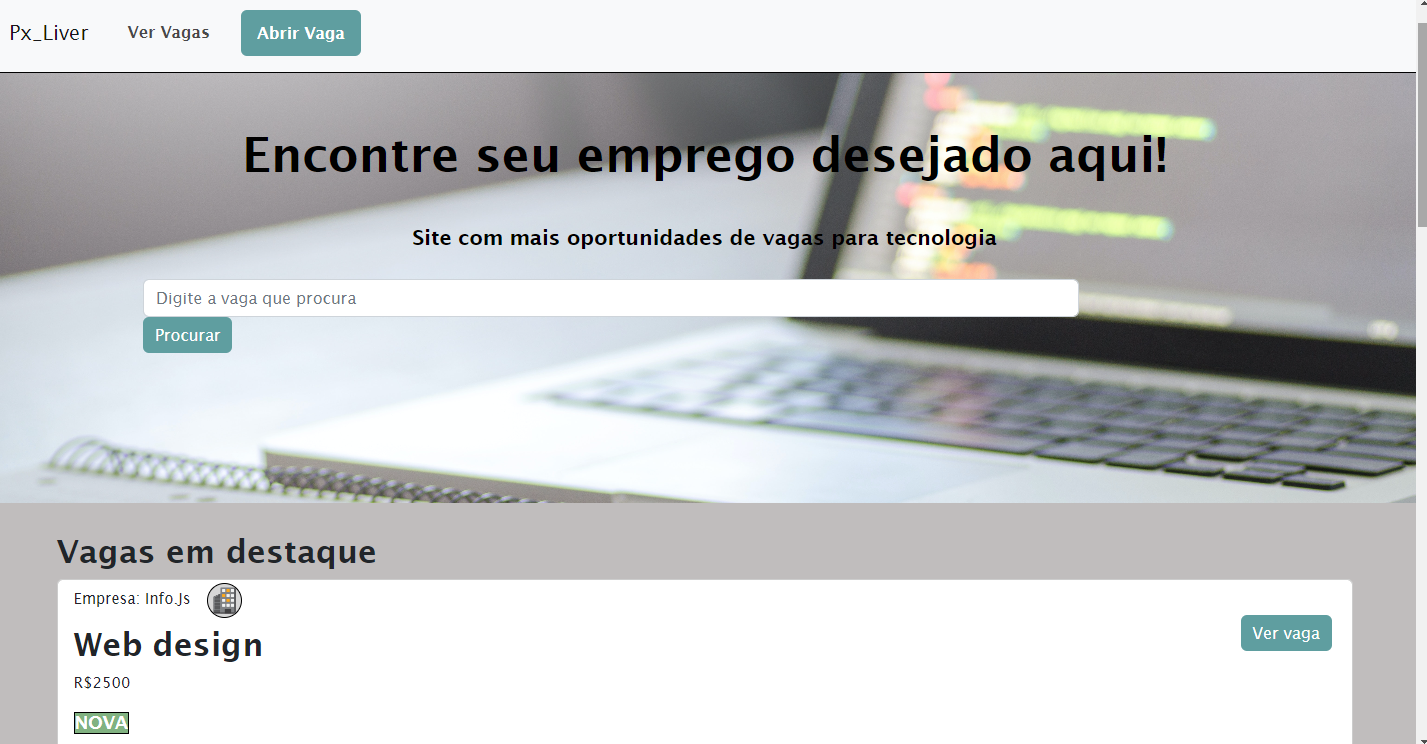 Px_Liver Ver Vagas Abrir Vaga
Encontre seu emprego desejado aqui!
Site com mais oportunidades de vagas para tecnologia
Digite a vaga que procura
Procurar
Vagas em destaque
Empresa: Info.Js
Web design
Ver vaga
R$2500
NOVA